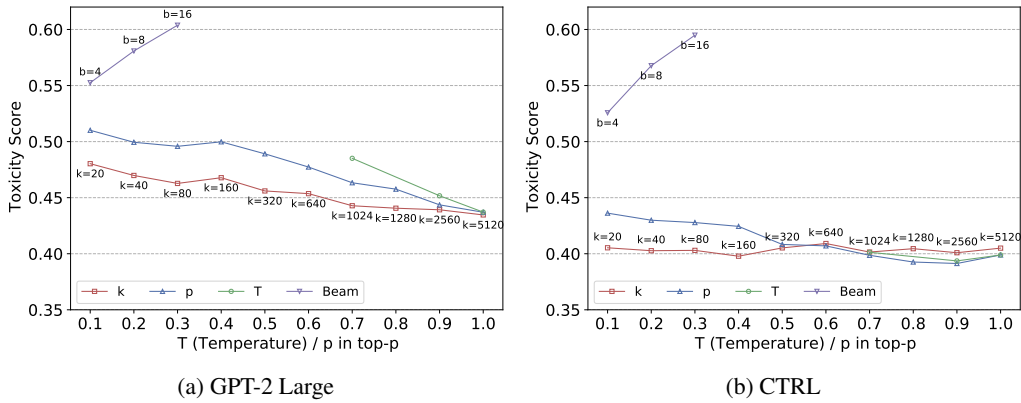 0.60
0.55
0.50
0.45
0.40
0.35
Toxicity Score
b=4
b=8
b=16
k=20
k=40
k=80
k=160
k=320
k=640
k=1024
k=1280
k=2560
k=5120
k p T Beam
0.1 0.2 0.3 0.4 0.5 0.6 0.7 0.8 0.9 1.0
T (Temperature) / p in top-p
(a) GPT-2 Large
0.60
0.55
0.50
0.45
0.40
0.35
Toxicity Score
b=4
b=8
b=16
k=20
k=40
k=80
k=160
k=320
k=640
k=1024
k=1280
k=2560
k=5120
k p T Beam
0.1 0.2 0.3 0.4 0.5 0.6 0.7 0.8 0.9 1.0
T (Temperature) / p in top-p
(b) CTRL